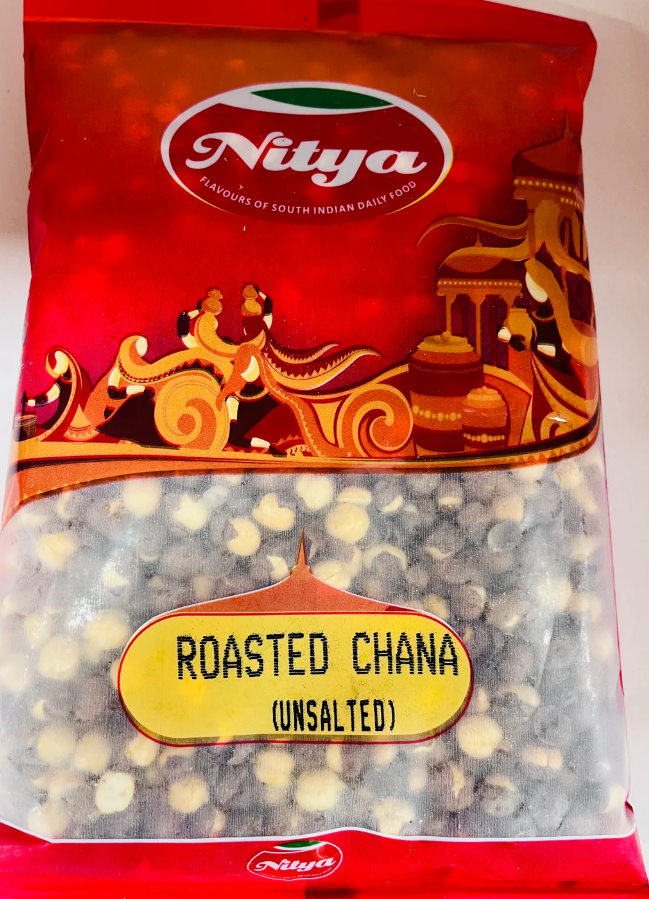 Nitya
FLAVOURS OF SOUTH INDIAN DAILY FOOD
ROASTED CHANA
(UNSALTED)
Nitya